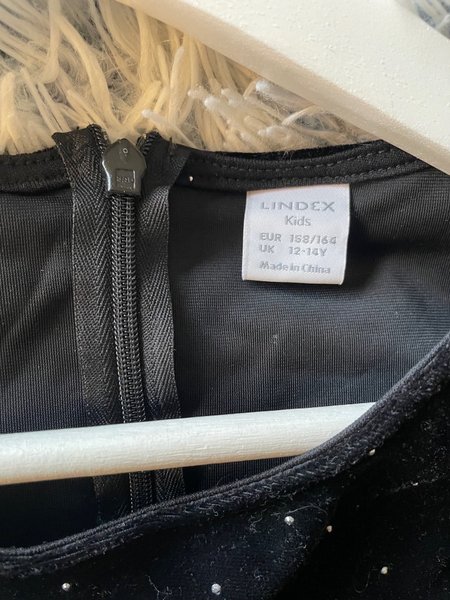 LINDEX
Kids
EUR 158/164
UK 12-14Y
Made in China